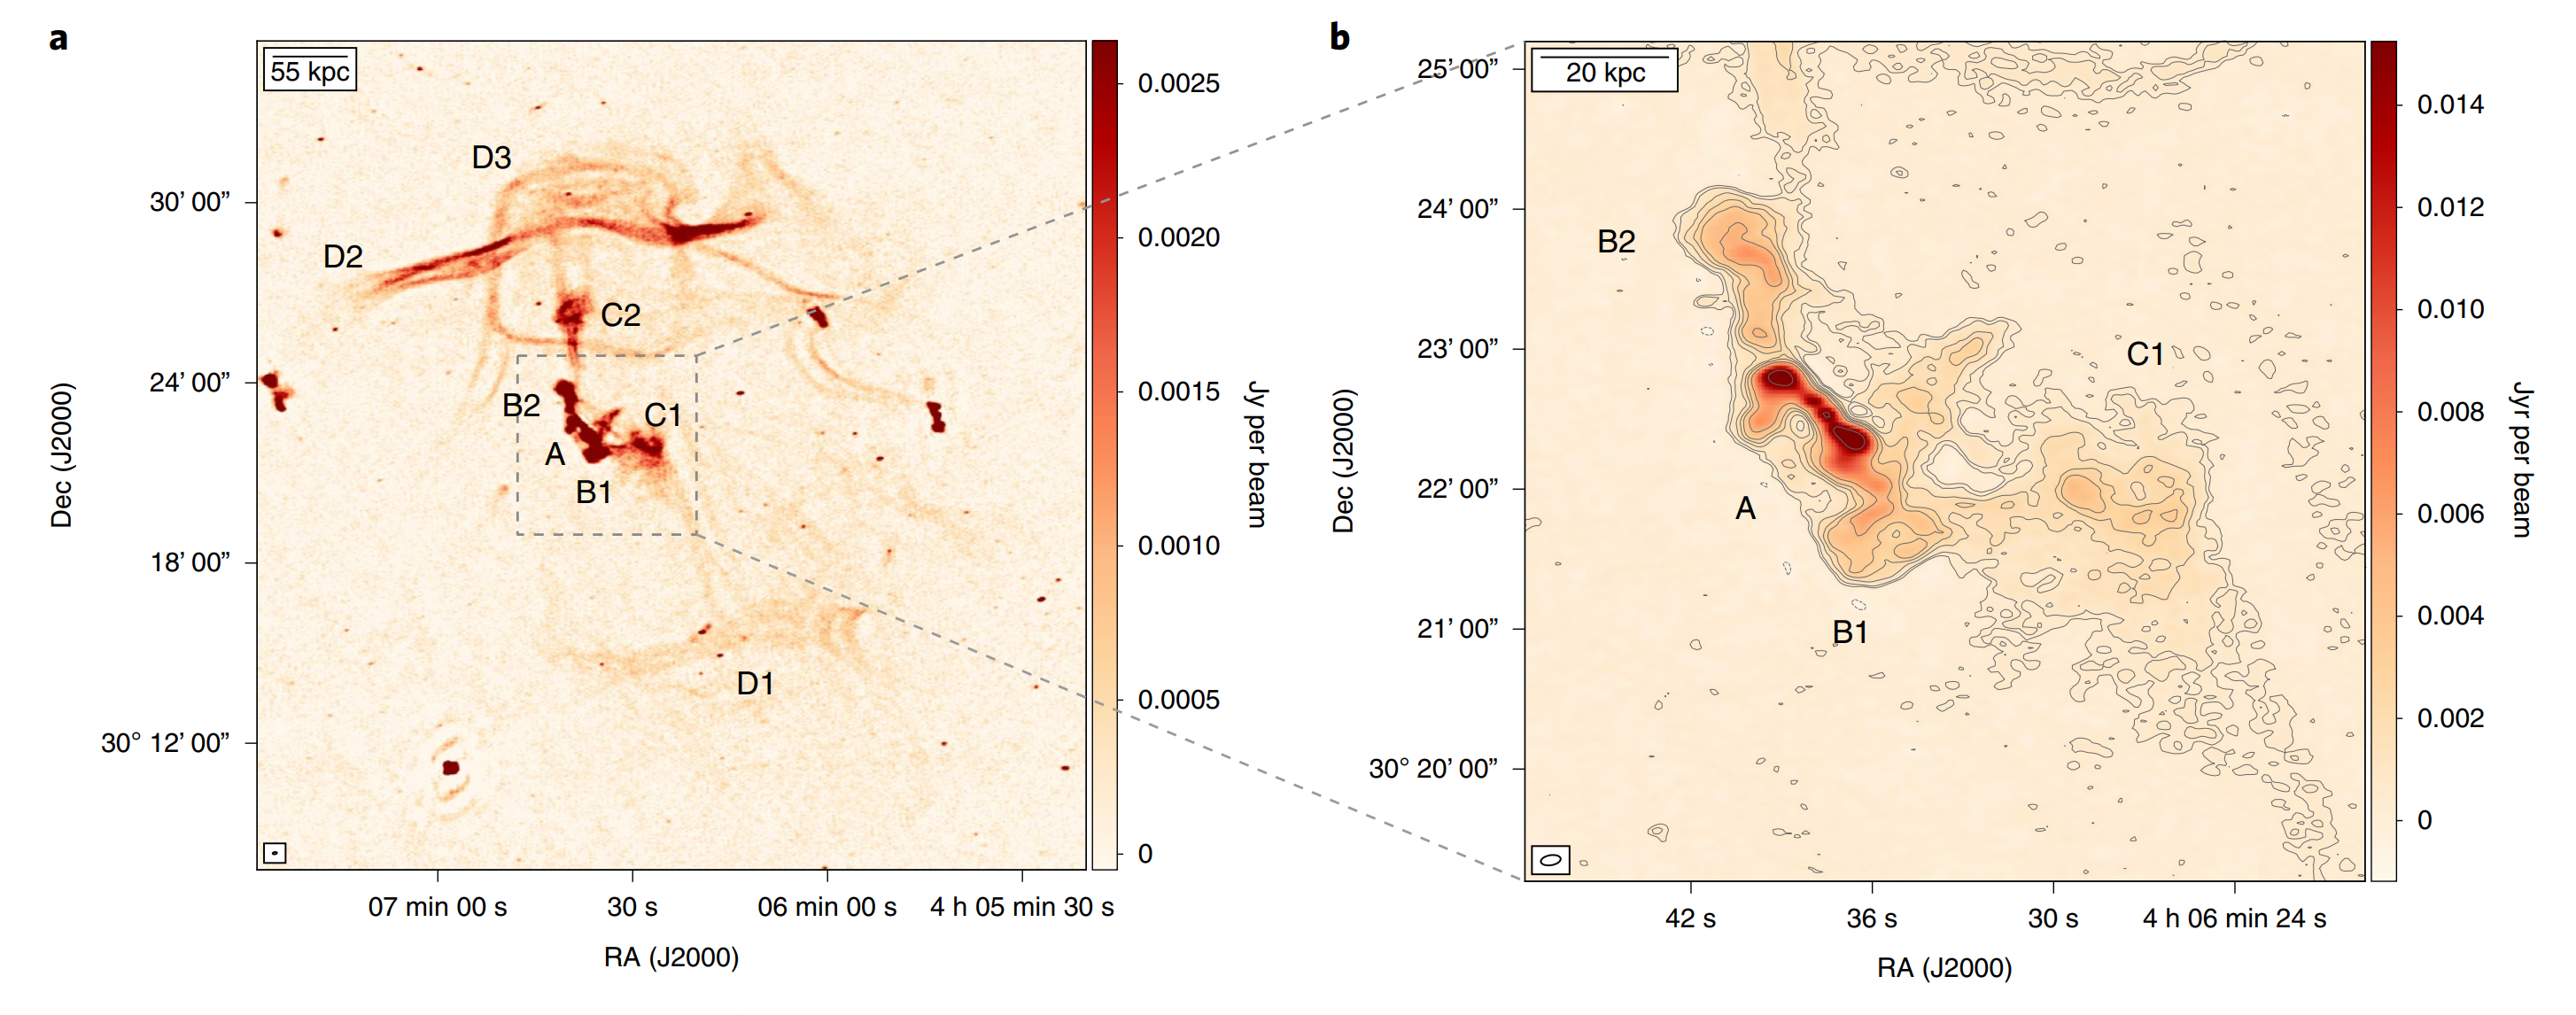 a
55 kpc
D3
D2
C2
B2
C1
A
B1
D1
30’ 00”
24’ 00”
18’ 00”
30° 12’ 00”
Dec (J2000)
07 min 00 s
30 s
06 min 00 s
4 h 05 min 30 s
RA (J2000)
0.0025
0.0020
0.0015
0.0010
0.0005
0
Jy per beam
b
20 kpc
B2
C1
A
B1
25’ 00”
24’ 00”
23’ 00”
22’ 00”
21’ 00”
30° 20’ 00”
Dec (J2000)
42 s
36 s
30 s
4 h 06 min 24 s
RA (J2000)
0.014
0.012
0.010
0.008
0.006
0.004
0.002
0
Jyr per beam